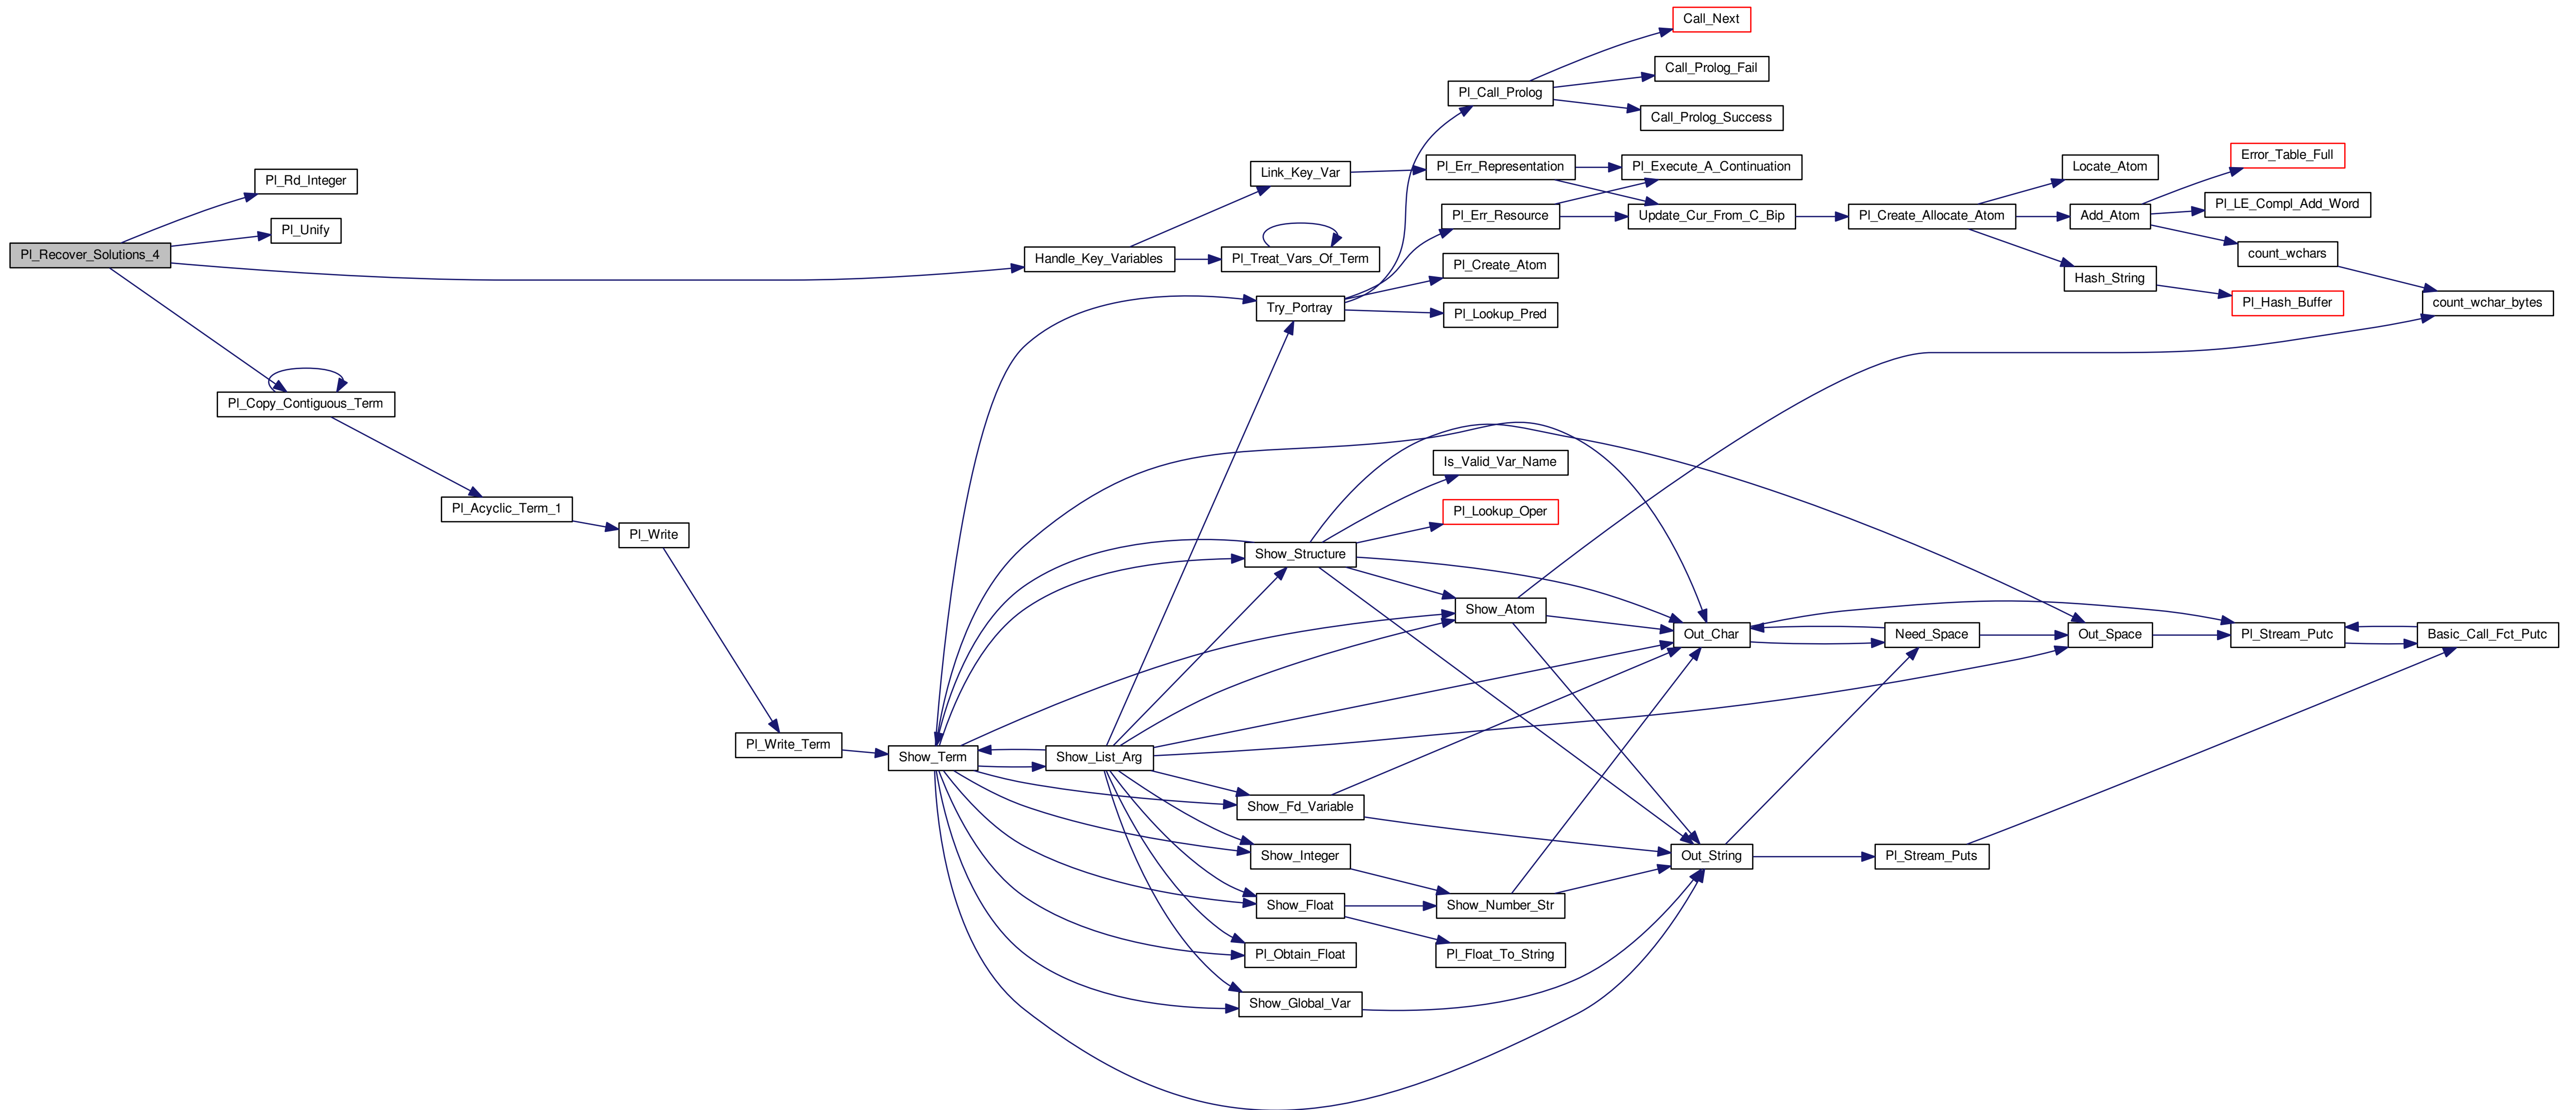 Call_Next
Call_Prolog_Fail
Pl_Call_Prolog
Call_Prolog_Success
Error_Table_Full
Pl_Err_Representation
Pl_Execute_A_Continuation
Locate_Atom
Link_Key_Var
Pl_Rd_Integer
Pl_LE_Compl_Add_Word
Pl_Err_Resource
Update_Cur_From_C_Bip
Pl_Create_Allocate_Atom
Add_Atom
Pl_Unify
Pl_Recover_Solutions_4
count_wchars
Handle_Key_Variables
Pl_Treat_Vars_Of_Term
Pl_Create_Atom
Hash_String
Pl_Hash_Buffer
count_wchar_bytes
Try_Portray
Pl_Lookup_Pred
Pl_Copy_Contiguous_Term
Is_Valid_Var_Name
Pl_Acyclic_Term_1
Pl_Lookup_Oper
Pl_Write
Show_Structure
Show_Atom
Out_Char
Need_Space
Out_Space
Pl_Stream_Putc
Basic_Call_Fct_Putc
Pl_Write_Term
Show_Term
Show_List_Arg
Show_Fd_Variable
Show_Integer
Out_String
Pl_Stream_Puts
Show_Float
Show_Number_Str
Pl_Obtain_Float
Pl_Float_To_String
Show_Global_Var